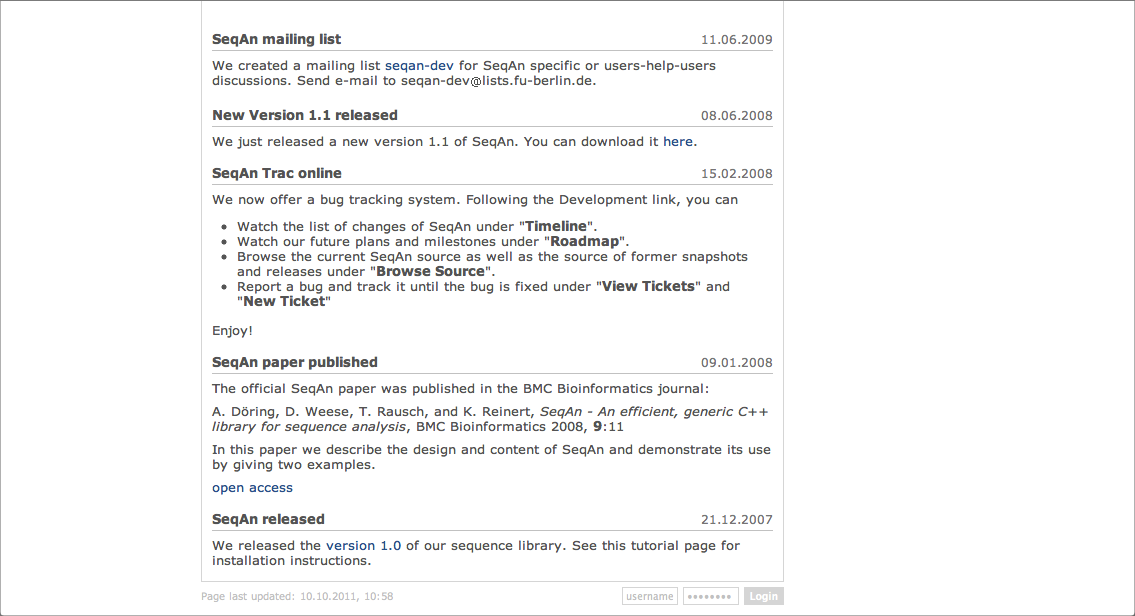 SeqAn mailing list 11.06.2009
We created a mailing list seqan-dev for SeqAn specific or users-help-users
discussions. Send e-mail to seqan-dev@lists.fu-berlin.de.
New Version 1.1 released 08.06.2008
We just released a new version 1.1 of SeqAn. You can download it here.
SeqAn Trac online 15.02.2008
We now offer a bug tracking system. Following the Development link, you can
• Watch the list of changes of SeqAn under "Timeline".
• Watch our future plans and milestones under "Roadmap".
• Browse the current SeqAn source as well as the source of former snapshots
and releases under "Browse Source".
• Report a bug and track it until the bug is fixed under "View Tickets" and
"New Ticket"
Enjoy!
SeqAn paper published 09.01.2008
The official SeqAn paper was published in the BMC Bioinformatics journal:
A. Döring, D. Weese, T. Rausch, and K. Reinert, SeqAn - An efficient, generic C++
library for sequence analysis, BMC Bioinformatics 2008, 9:11
In this paper we describe the design and content of SeqAn and demonstrate its use
by giving two examples.
open access
SeqAn released 21.12.2007
We released the version 1.0 of our sequence library. See this tutorial page for
installation instructions.
Page last updated: 10.10.2011, 10:58 username •••••••• Login